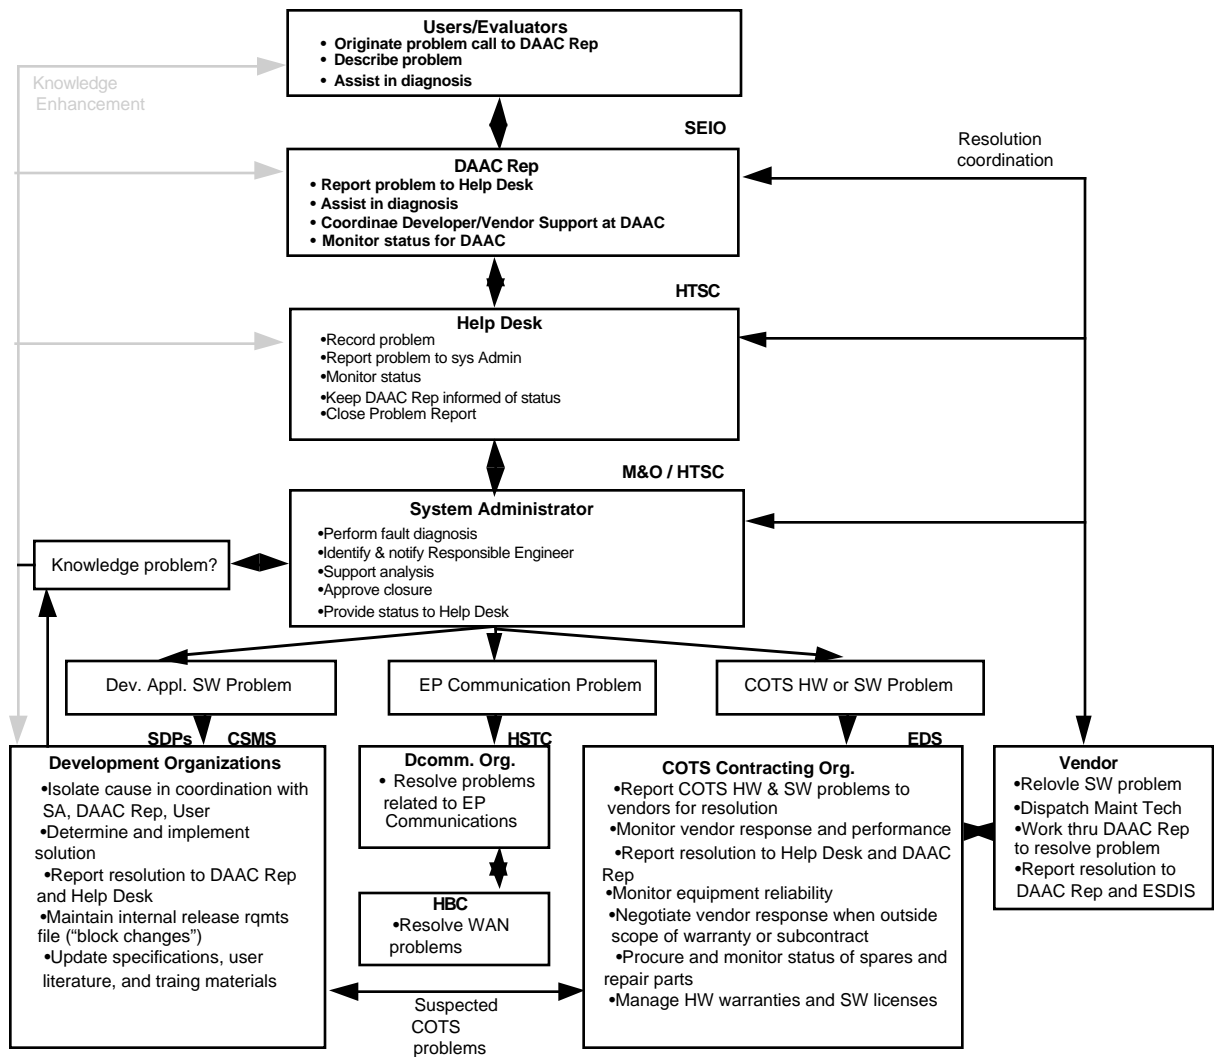 Users/Evaluators
• Originate problem call to DAAC Rep
• Describe problem
• Assist in diagnosis
Knowledge
Enhancement
SEIO
Resolution
coordination
DAAC Rep
• Report problem to Help Desk
• Assist in diagnosis
• Coordinae Developer/Vendor Support at DAAC
• Monitor status for DAAC
HTSC
Help Desk
•Record problem
•Report problem to sys Admin
•Monitor status
•Keep DAAC Rep informed of status
•Close Problem Report
M&O / HTSC
System Administrator
•Perform fault diagnosis
•Identify & notify Responsible Engineer
•Support analysis
•Approve closure
•Provide status to Help Desk
Knowledge problem?
Dev. Appl. SW Problem
EP Communication Problem
COTS HW or SW Problem
SDPs CSMS
HSTC
EDS
Development Organizations
•Isolate cause in coordination with
SA, DAAC Rep, User
•Determine and implement
solution
•Report resolution to DAAC Rep
and Help Desk
•Maintain internal release rqmts
file (“block changes”)
•Update specifications, user
literature, and traing materials
Dcomm. Org.
• Resolve problems
related to EP
Communications
HBC
•Resolve WAN
problems
COTS Contracting Org.
•Report COTS HW & SW problems to
vendors for resolution
•Monitor vendor response and performance
•Report resolution to Help Desk and DAAC
Rep
•Monitor equipment reliability
•Negotiate vendor response when outside
scope of warranty or subcontract
•Procure and monitor status of spares and
repair parts
•Manage HW warranties and SW licenses
Vendor
•Relovle SW problem
•Dispatch Maint Tech
•Work thru DAAC Rep
to resolve problem
•Report resolution to
DAAC Rep and ESDIS
Suspected
COTS
problems